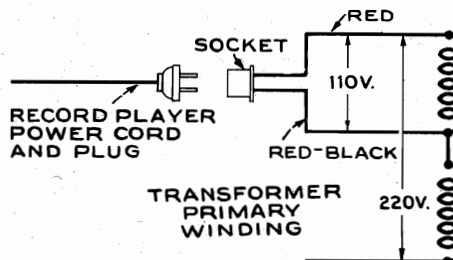 RED
SOCKET
110V.
RECORD PLAYER
POWER CORD
AND PLUG
RED-BLACK
TRANSFORMER
PRIMARY
WINDING
220V.